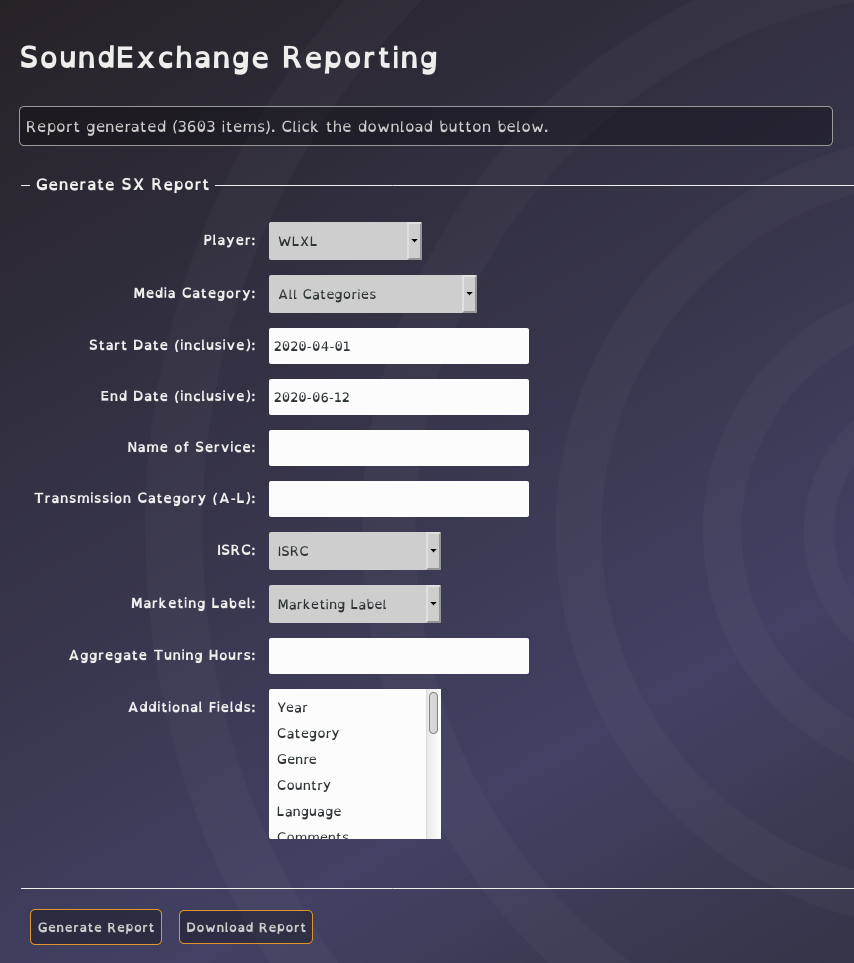 SoundExchange Reporting
Report generated (3603 items). Click the download button below.
Generate SX Report
Player: WLXL
Media Category: All Categories
Start Date (inclusive): 2020-04-01
End Date (inclusive): 2020-06-12
Name of Service:
Transmission Category (A-L):
ISRC: ISRC
Marketing Label: Marketing Label
Aggregate Tuning Hours:
Additional Fields: Year
Category
Genre
Country
Language
Comments
Generate Report Download Report